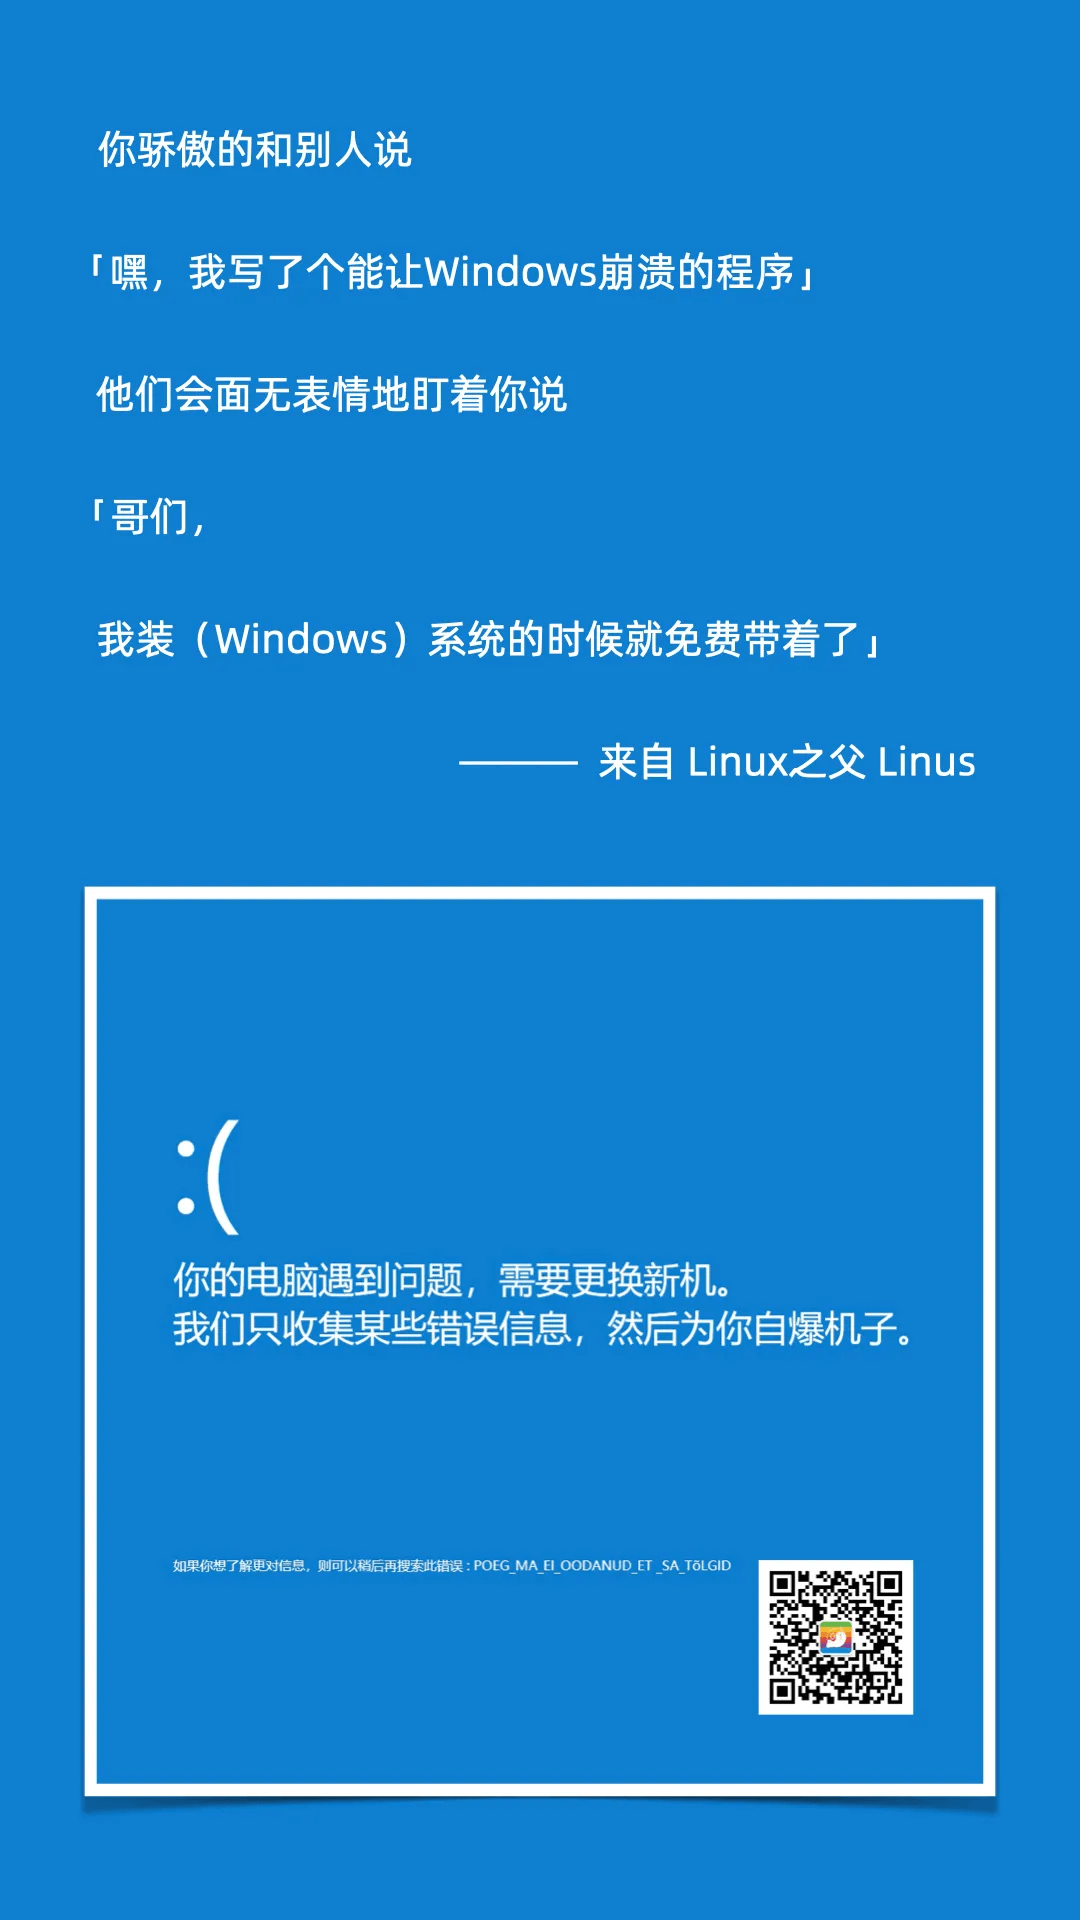 你骄傲的和别人说
「嘿，我写了个能让Windows崩溃的程序」
他们会面无表情地盯着你说
「哥们，
我装（Windows）系统的时候就免费带着了」
—— 来自 Linux之父 Linus
:(
你的电脑遇到问题，需要更换新机。
我们只收集某些错误信息，然后为你自爆机子。
如果你想了解更对信息，则可以稍后再搜索此错误 : POEG_MA_EI_OODANUD_ET _SA_TõLGID